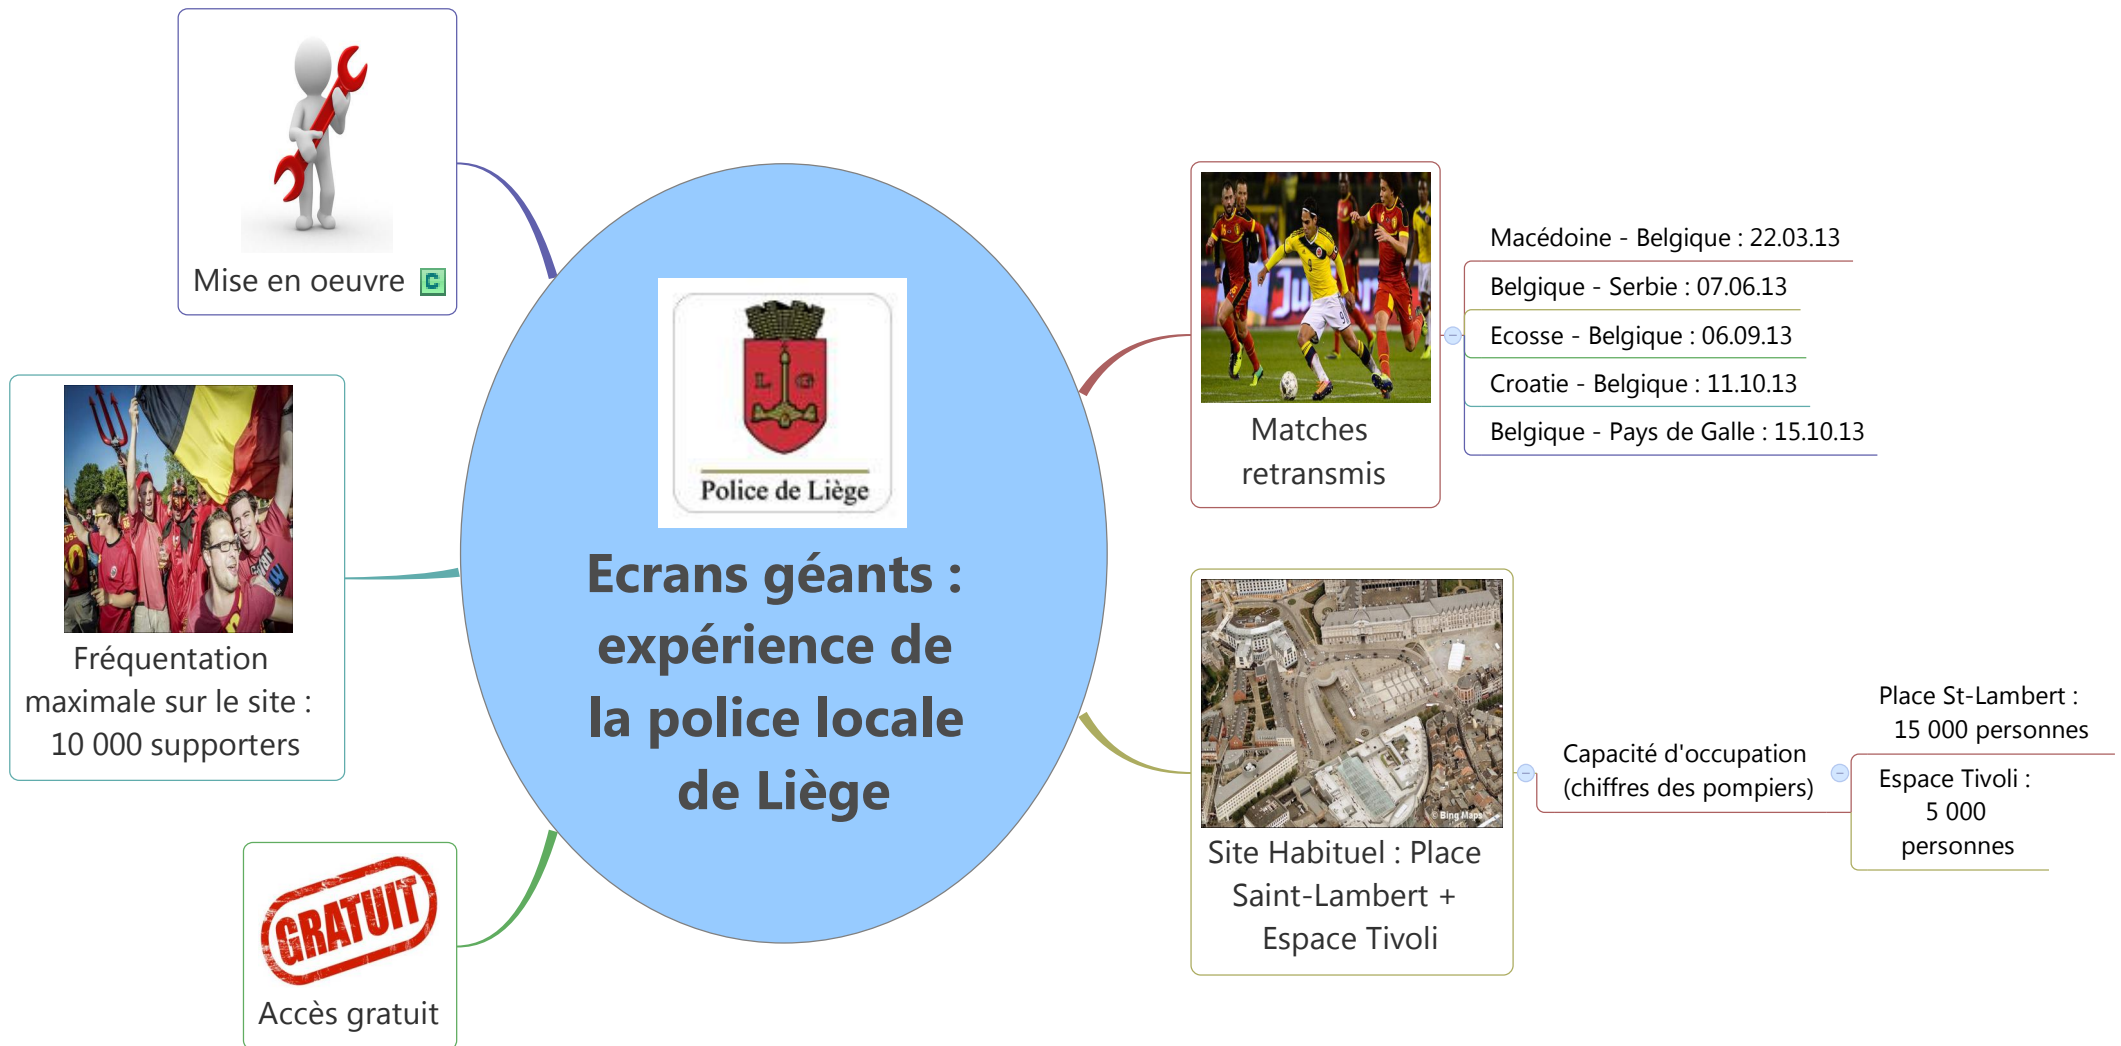 Mise en oeuvre
C
Fréquentation
maximale sur le site :
10 000 supporters
GRATUIT
Accès gratuit
L G
Police de Liège
Ecrans géants :
expérience de
la police locale
de Liège
Matches
retransmis
Macédoine - Belgique : 22.03.13
Belgique - Serbie : 07.06.13
Ecosse - Belgique : 06.09.13
Croatie - Belgique : 11.10.13
Belgique - Pays de Galle : 15.10.13
© Bing Maps
Site Habituel : Place
Saint-Lambert +
Espace Tivoli
Capacité d'occupation
(chiffres des pompiers)
Place St-Lambert :
15 000 personnes
Espace Tivoli :
5 000
personnes